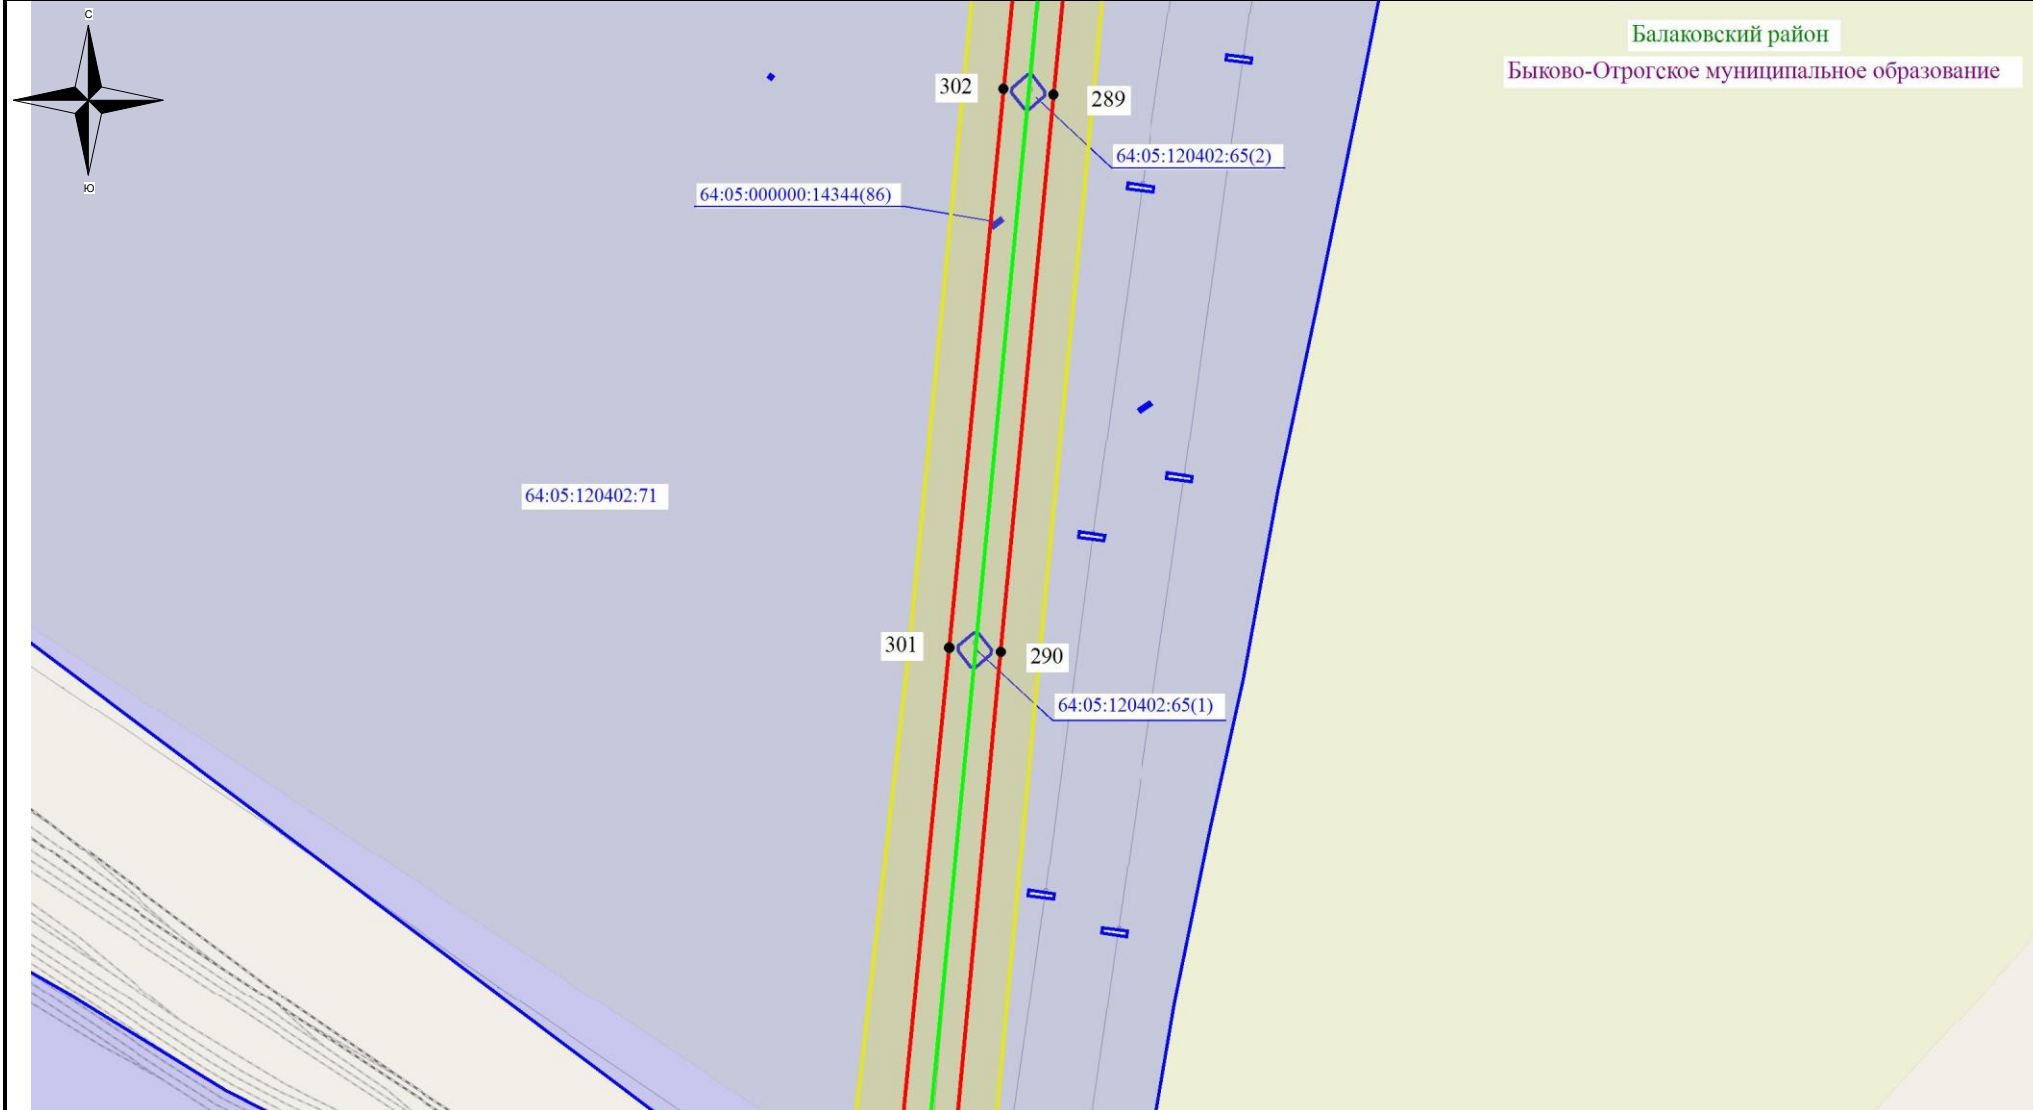 С
Ю
Балаковский район
Быково-Отрогское муниципальное образование
302
289
64:05:120402:65(2)
64:05:000000:14344(86)
64:05:120402:71
301
290
64:05:120402:65(1)